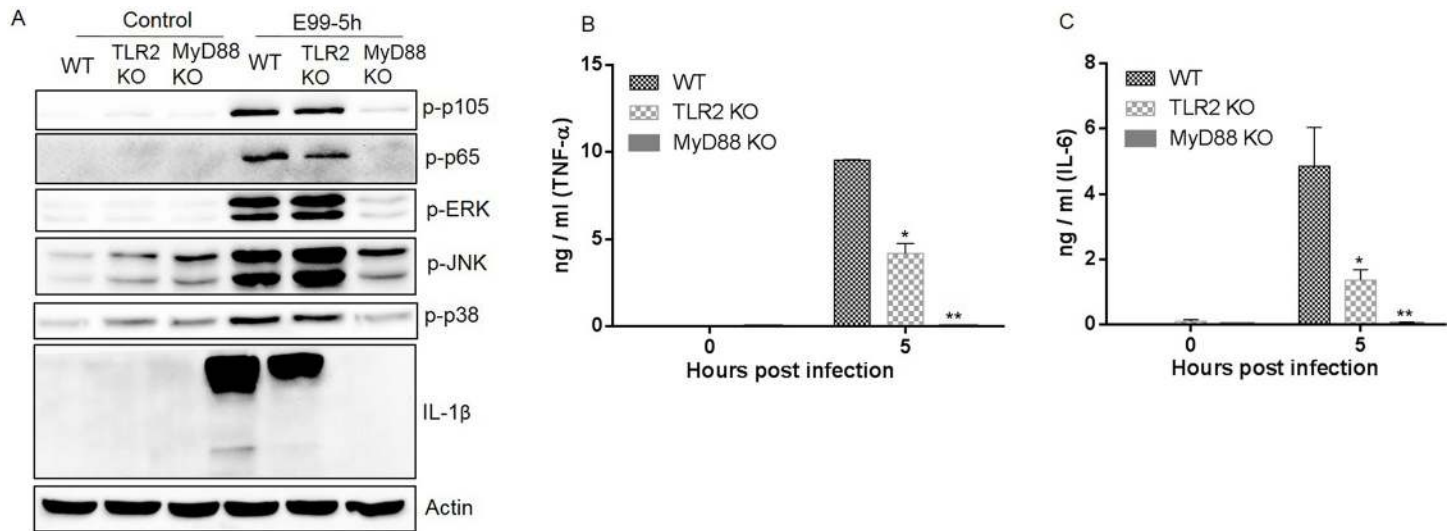 A
Control
E99-5h
WT
TLR2
KO
MyD88
KO
WT
TLR2
KO
MyD88
KO
p-p105
p-p65
p-ERK
p-JNK
p-p38
IL-1β
Actin
B
15
10
5
0
ng / ml (TNF-α)
WT
TLR2 KO
MyD88 KO
*
**
0
5
Hours post infection
C
8
6
4
2
0
ng / ml (IL-6)
WT
TLR2 KO
MyD88 KO
*
**
0
5
Hours post infection